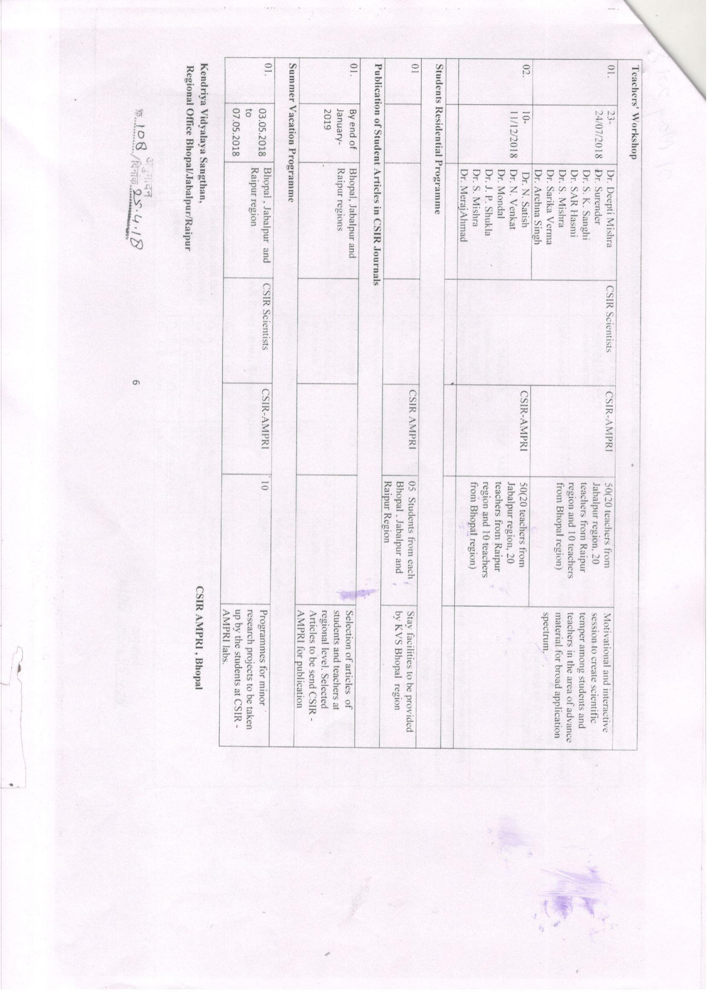 Teachers' Workshop
01.
23-
24/07/2018
Dr. Deepti Mishra
Dr. Surender
Dr. S. K. Sanghi
Dr. SAR Hasmi
Dr. S. Mishra
Dr. Sarika Verma
Dr. Archna Singh
CSIR Scientists
CSIR-AMPRI
50(20 teachers from
Jabalpur region, 20
teachers from Raipur
region and 10 teachers
from Bhopal region)
Motivational and interactive
session to create scientific
temper among students and
teachers in the area of advance
material for broad application
spectrum.
02.
10-
11/12/2018
Dr. N. Satish
Dr. N. Venkat
Dr. Mondal
Dr. J. P. Shukla
Dr. S. Mishra
Dr. MerajAhmad
CSIR-AMPRI
50(20 teachers from
Jabalpur region, 20
teachers from Raipur
region and 10 teachers
from Bhopal region)
Students Residential Programme
01
CSIR AMPRI
05 Students from each
Bhopal , Jabalpur and
Raipur Region
Stay facilities to be provided
by KVS Bhopal region
Publication of Student Articles in CSIR Journals
01.
By end of
January-
2019
Bhopal, Jabalpur and
Raipur regions
Selection of articles of
students and teachers at
regional level. Selected
Articles to be send CSIR -
AMPRI for publication
Summer Vacation Programme
01.
03.05.2018
to
07.05.2018
Bhopal , Jabalpur and
Raipur region
CSIR Scientists
CSIR-AMPRI
10
Programmes for minor
research projects to be taken
up by the students at CSIR -
AMPRI labs.
Kendriya Vidyalaya Sangthan,
Regional Office Bhopal/Jabalpur/Raipur
CSIR AMPRI , Bhopal
अनुमोदन
क्र.108/दिनांक 25.4.18
6